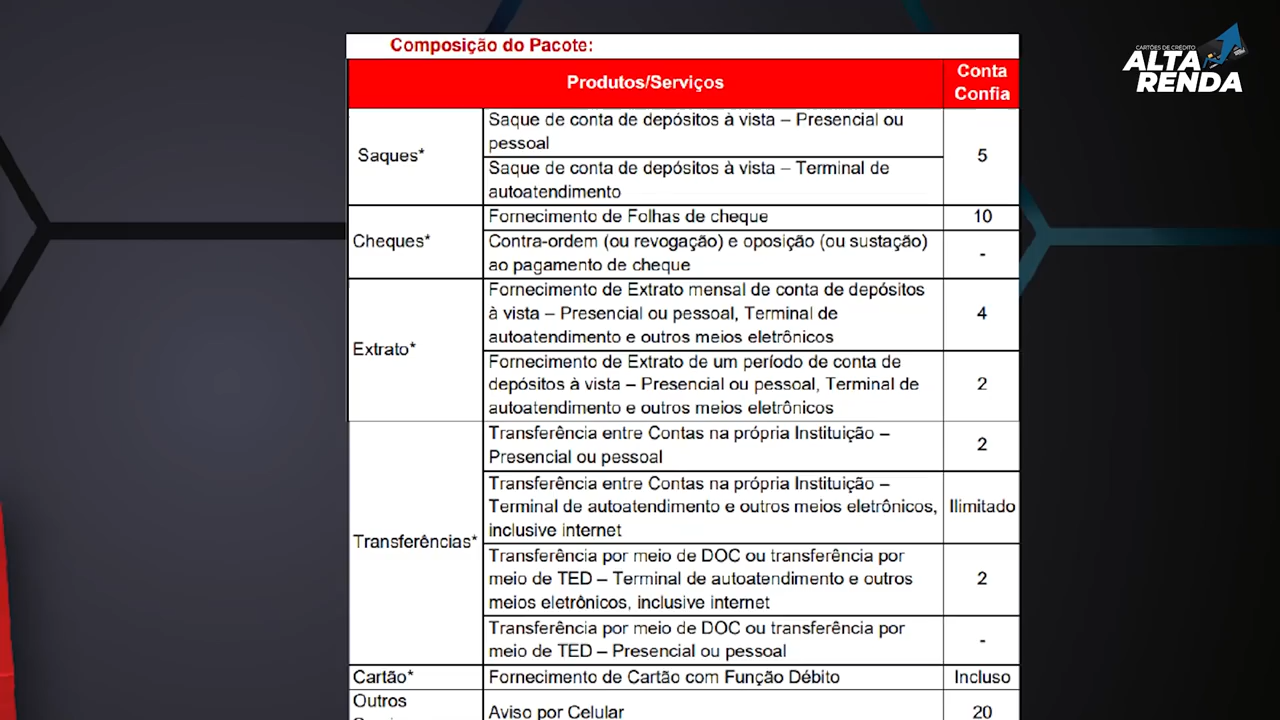 Composição do Pacote:
CARTÕES DE CRÉDITO
ALTA
RENDA
Produtos/Serviços
Conta
Confia
Saques*
Saque de conta de depósitos à vista – Presencial ou
pessoal
Saque de conta de depósitos à vista – Terminal de
autoatendimento
5
Cheques*
Fornecimento de Folhas de cheque
10
Contra-ordem (ou revogação) e oposição (ou sustação)
ao pagamento de cheque
-
Extrato*
Fornecimento de Extrato mensal de conta de depósitos
à vista – Presencial ou pessoal, Terminal de
autoatendimento e outros meios eletrônicos
4
Fornecimento de Extrato de um período de conta de
depósitos à vista – Presencial ou pessoal, Terminal de
autoatendimento e outros meios eletrônicos
2
Transferências*
Transferência entre Contas na própria Instituição –
Presencial ou pessoal
2
Transferência entre Contas na própria Instituição –
Terminal de autoatendimento e outros meios eletrônicos,
inclusive internet
Ilimitado
Transferência por meio de DOC ou transferência por
meio de TED – Terminal de autoatendimento e outros
meios eletrônicos, inclusive internet
2
Transferência por meio de DOC ou transferência por
meio de TED – Presencial ou pessoal
-
Cartão*
Fornecimento de Cartão com Função Débito
Incluso
Outros
Aviso por Celular
20